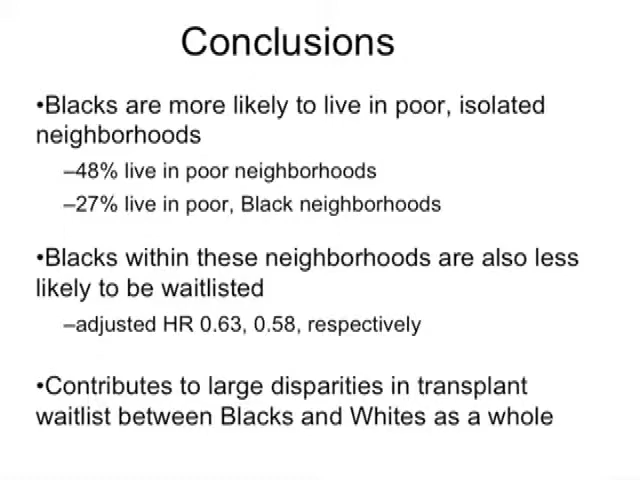 Conclusions
•Blacks are more likely to live in poor, isolated
neighborhoods
–48% live in poor neighborhoods
–27% live in poor, Black neighborhoods
•Blacks within these neighborhoods are also less
likely to be waitlisted
–adjusted HR 0.63, 0.58, respectively
•Contributes to large disparities in transplant
waitlist between Blacks and Whites as a whole